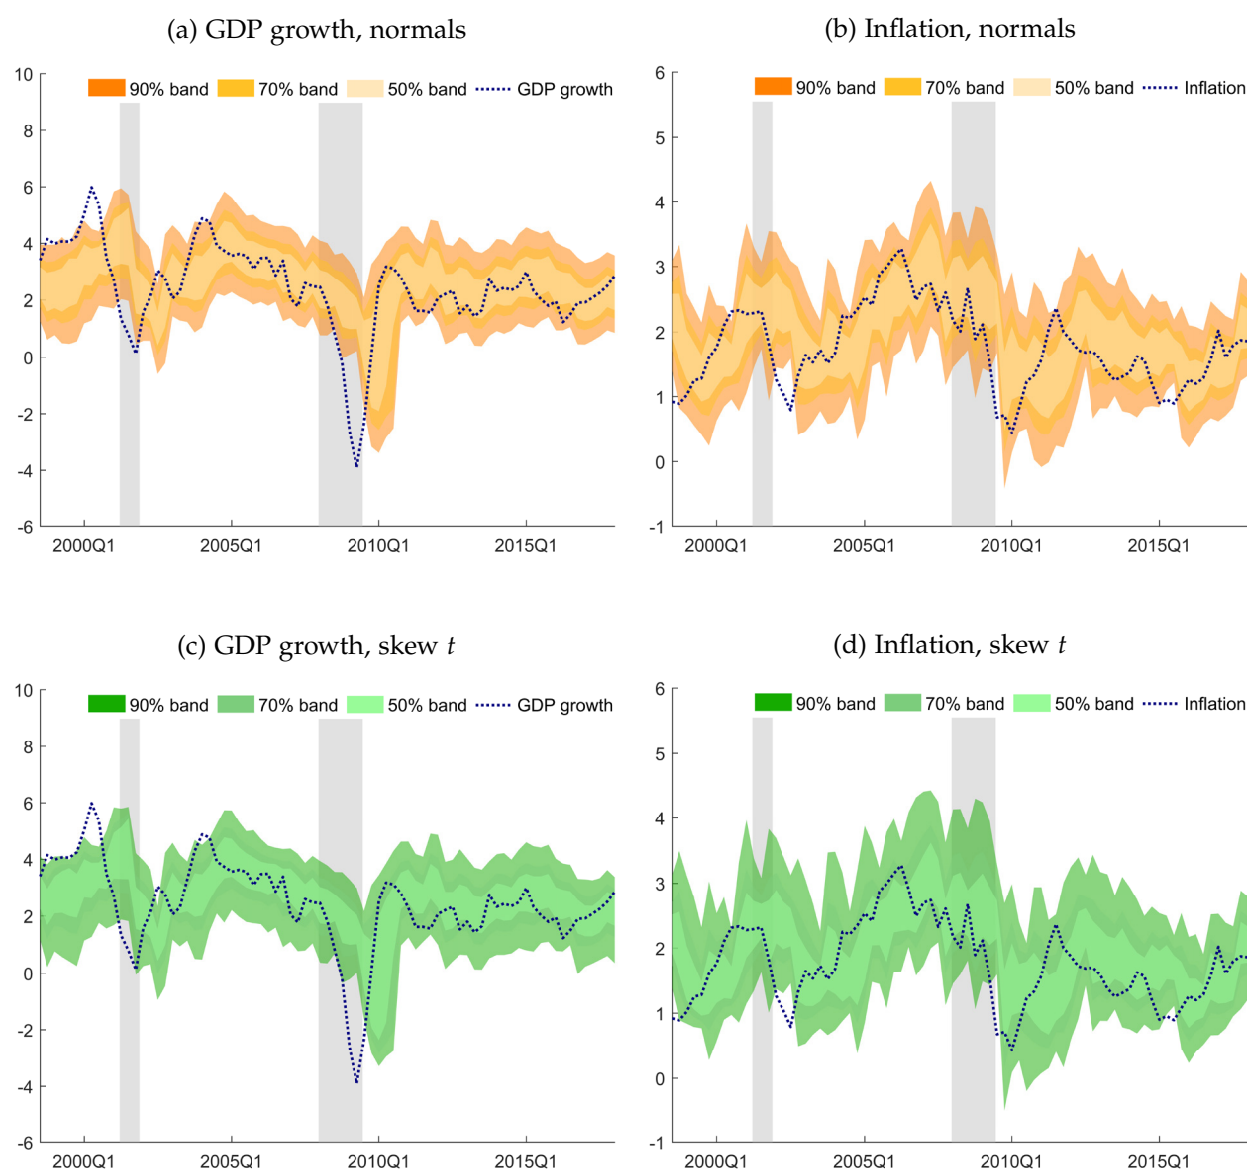 (a) GDP growth, normals
10
8
6
4
2
0
-2
-4
-6
90% band 70% band 50% band GDP growth
2000Q1 2005Q1 2010Q1 2015Q1
(b) Inflation, normals
6
5
4
3
2
1
0
-1
90% band 70% band 50% band Inflation
2000Q1 2005Q1 2010Q1 2015Q1
(c) GDP growth, skew t
10
8
6
4
2
0
-2
-4
-6
90% band 70% band 50% band GDP growth
2000Q1 2005Q1 2010Q1 2015Q1
(d) Inflation, skew t
6
5
4
3
2
1
0
-1
90% band 70% band 50% band Inflation
2000Q1 2005Q1 2010Q1 2015Q1